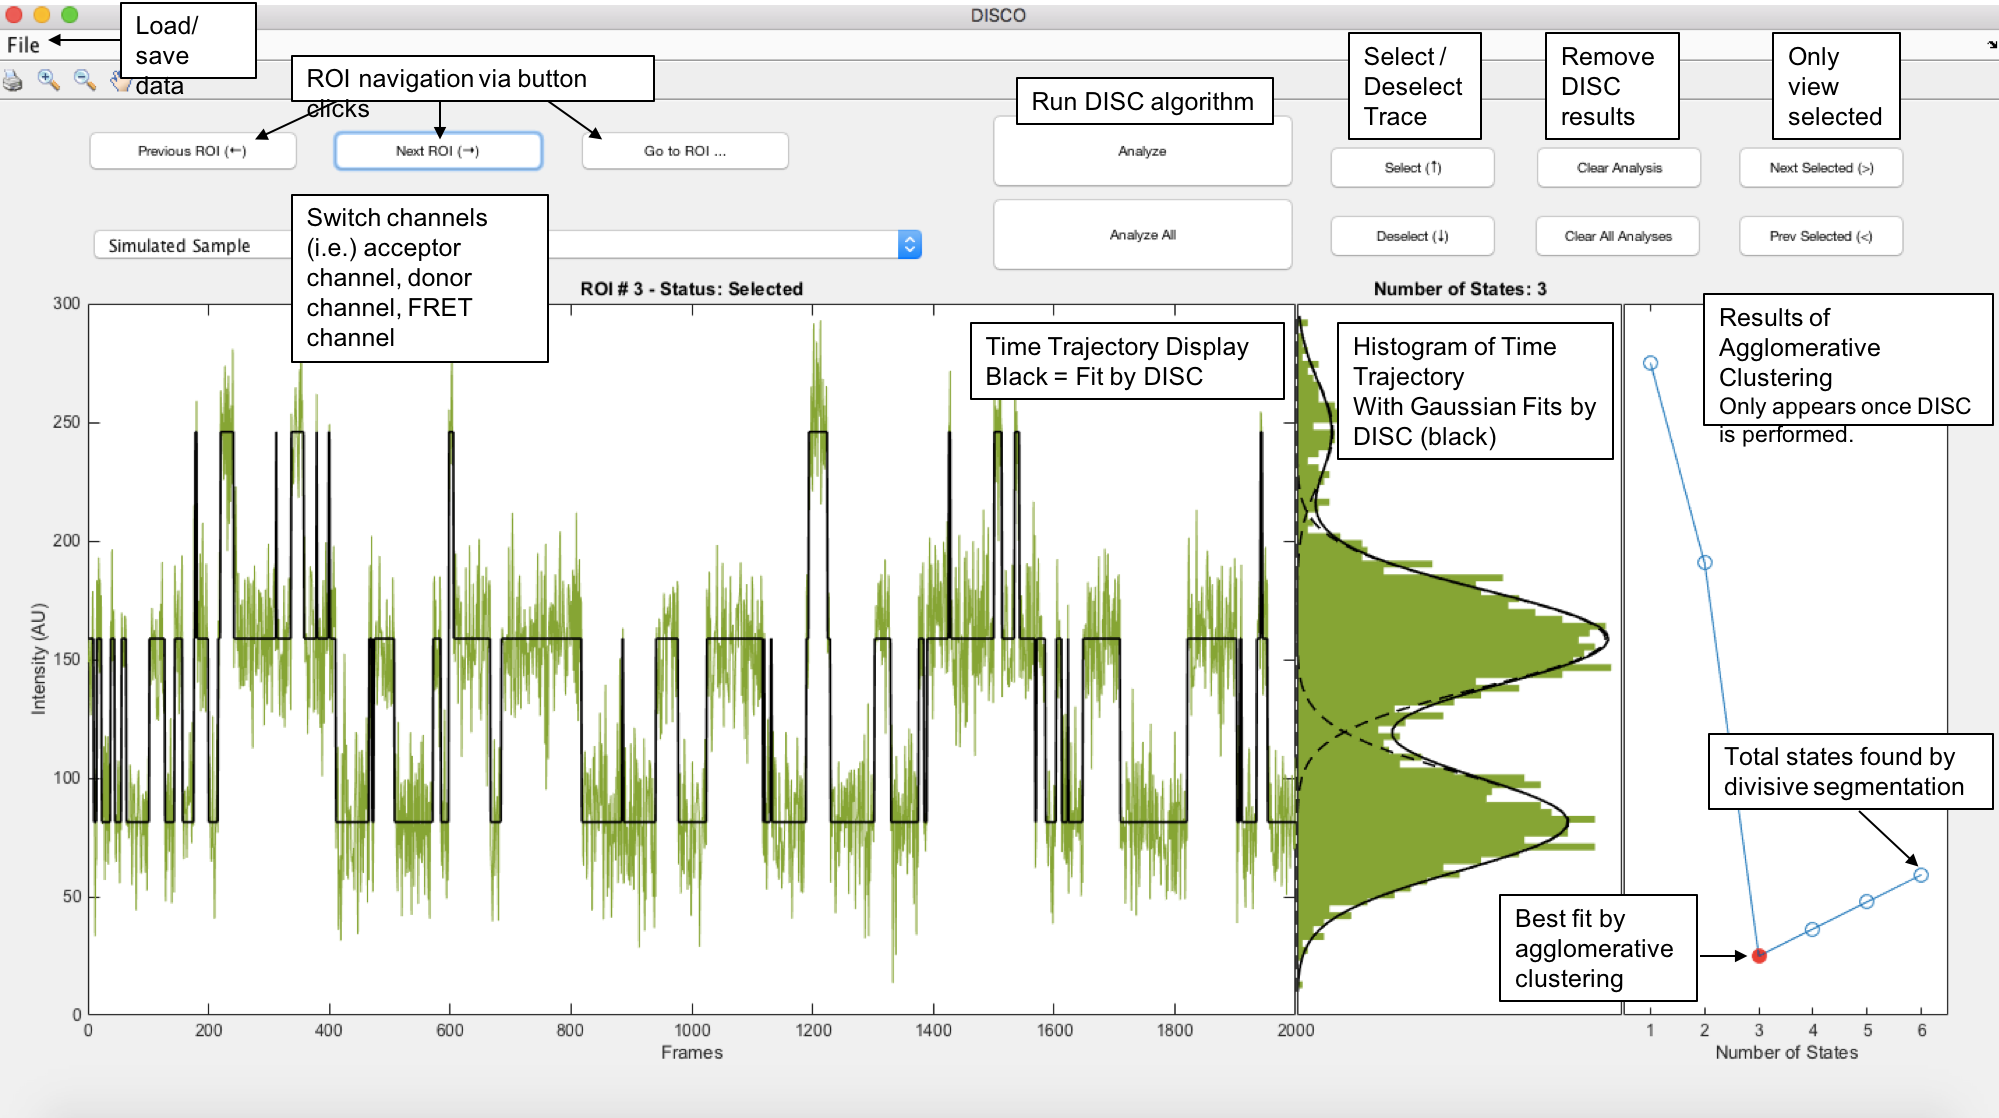 DISCO
File
Load/
save
data
ROI navigation via button
clicks
Run DISC algorithm
Select /
Deselect
Trace
Remove
DISC
results
Only
view
selected
Previous ROI (←)
Next ROI (→)
Go to ROI ...
Analyze
Select (↑)
Clear Analysis
Next Selected (>)
Simulated Sample
Switch channels
(i.e.) acceptor
channel, donor
channel, FRET
channel
Analyze All
Deselect (↓)
Clear All Analyses
Prev Selected (<)
ROI # 3 - Status: Selected
Number of States: 3
Time Trajectory Display
Black = Fit by DISC
Histogram of Time
Trajectory
With Gaussian Fits by
DISC (black)
Results of
Agglomerative
Clustering
Only appears once DISC
is performed.
Total states found by
divisive segmentation
Best fit by
agglomerative
clustering
Intensity (AU)
300
250
200
150
100
50
0
0 200 400 600 800 1000 1200 1400 1600 1800 2000
Frames
1 2 3 4 5 6
Number of States